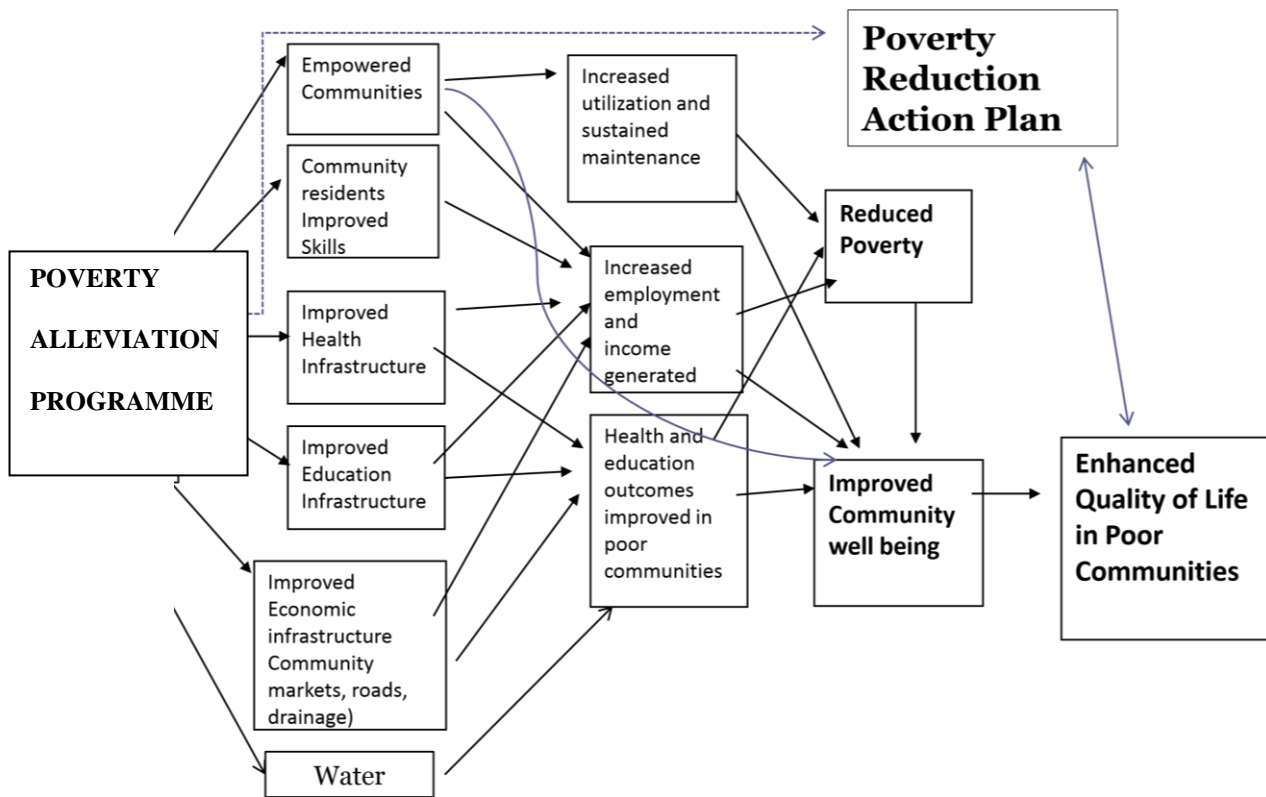 Poverty
Reduction
Action Plan
Empowered
Communities
Increased
utilization and
sustained
maintenance
Community
residents
Improved
Skills
Reduced
Poverty
POVERTY
ALLEVIATION
PROGRAMME
Improved
Health
Infrastructure
Increased
employment
and
income
generated
Improved
Education
Infrastructure
Health and
education
outcomes
improved in
poor
communities
Improved
Community
well being
Enhanced
Quality of Life
in Poor
Communities
Improved
Economic
infrastructure
Community
markets, roads,
drainage)
Water